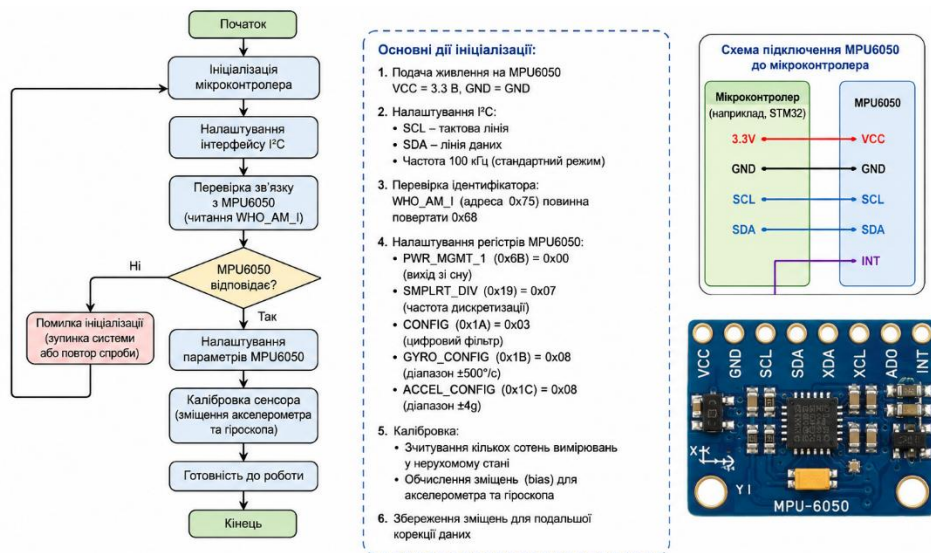 Початок
Ініціалізація
мікроконтролера
Налаштування
інтерфейсу I²C
Перевірка зв'язку
з MPU6050
(читання WHO_AM_I)
MPU6050
відповідає?
Ні
Так
Помилка ініціалізації
(зупинка системи
або повтор спроби)
Налаштування
параметрів MPU6050
Калібровка сенсора
(зміщення акселерометра
та гіроскопа)
Готовність до роботи
Кінець
Основні дії ініціалізації:
1. Подача живлення на MPU6050
VCC = 3.3 В, GND = GND
2. Налаштування I²C:
• SCL – тактова лінія
• SDA – лінія даних
• Частота 100 кГц (стандартний режим)
3. Перевірка ідентифікатора:
WHO_AM_I (адреса 0x75) повинна
повертати 0x68
4. Налаштування регістрів MPU6050:
• PWR_MGMT_1 (0x6B) = 0x00
(вихід зі сну)
• SMPLRT_DIV (0x19) = 0x07
(частота дискретизації)
• CONFIG (0x1A) = 0x03
(цифровий фільтр)
• GYRO_CONFIG (0x1B) = 0x08
(діапазон ±500°/с)
• ACCEL_CONFIG (0x1C) = 0x08
(діапазон ±4g)
5. Калібровка:
• Зчитування кількох сотень вимірювань
у нерухомому стані
• Обчислення зміщень (bias) для
акселерометра та гіроскопа
6. Збереження зміщень для подальшої
корекції даних
Схема підключення MPU6050
до мікроконтролера
Мікроконтролер
(наприклад, STM32)
MPU6050
3.3V VCC
GND GND
SCL SCL
SDA SDA
INT
VCC GND SCL SDA XDA XCL ADO INT
MPU-6050